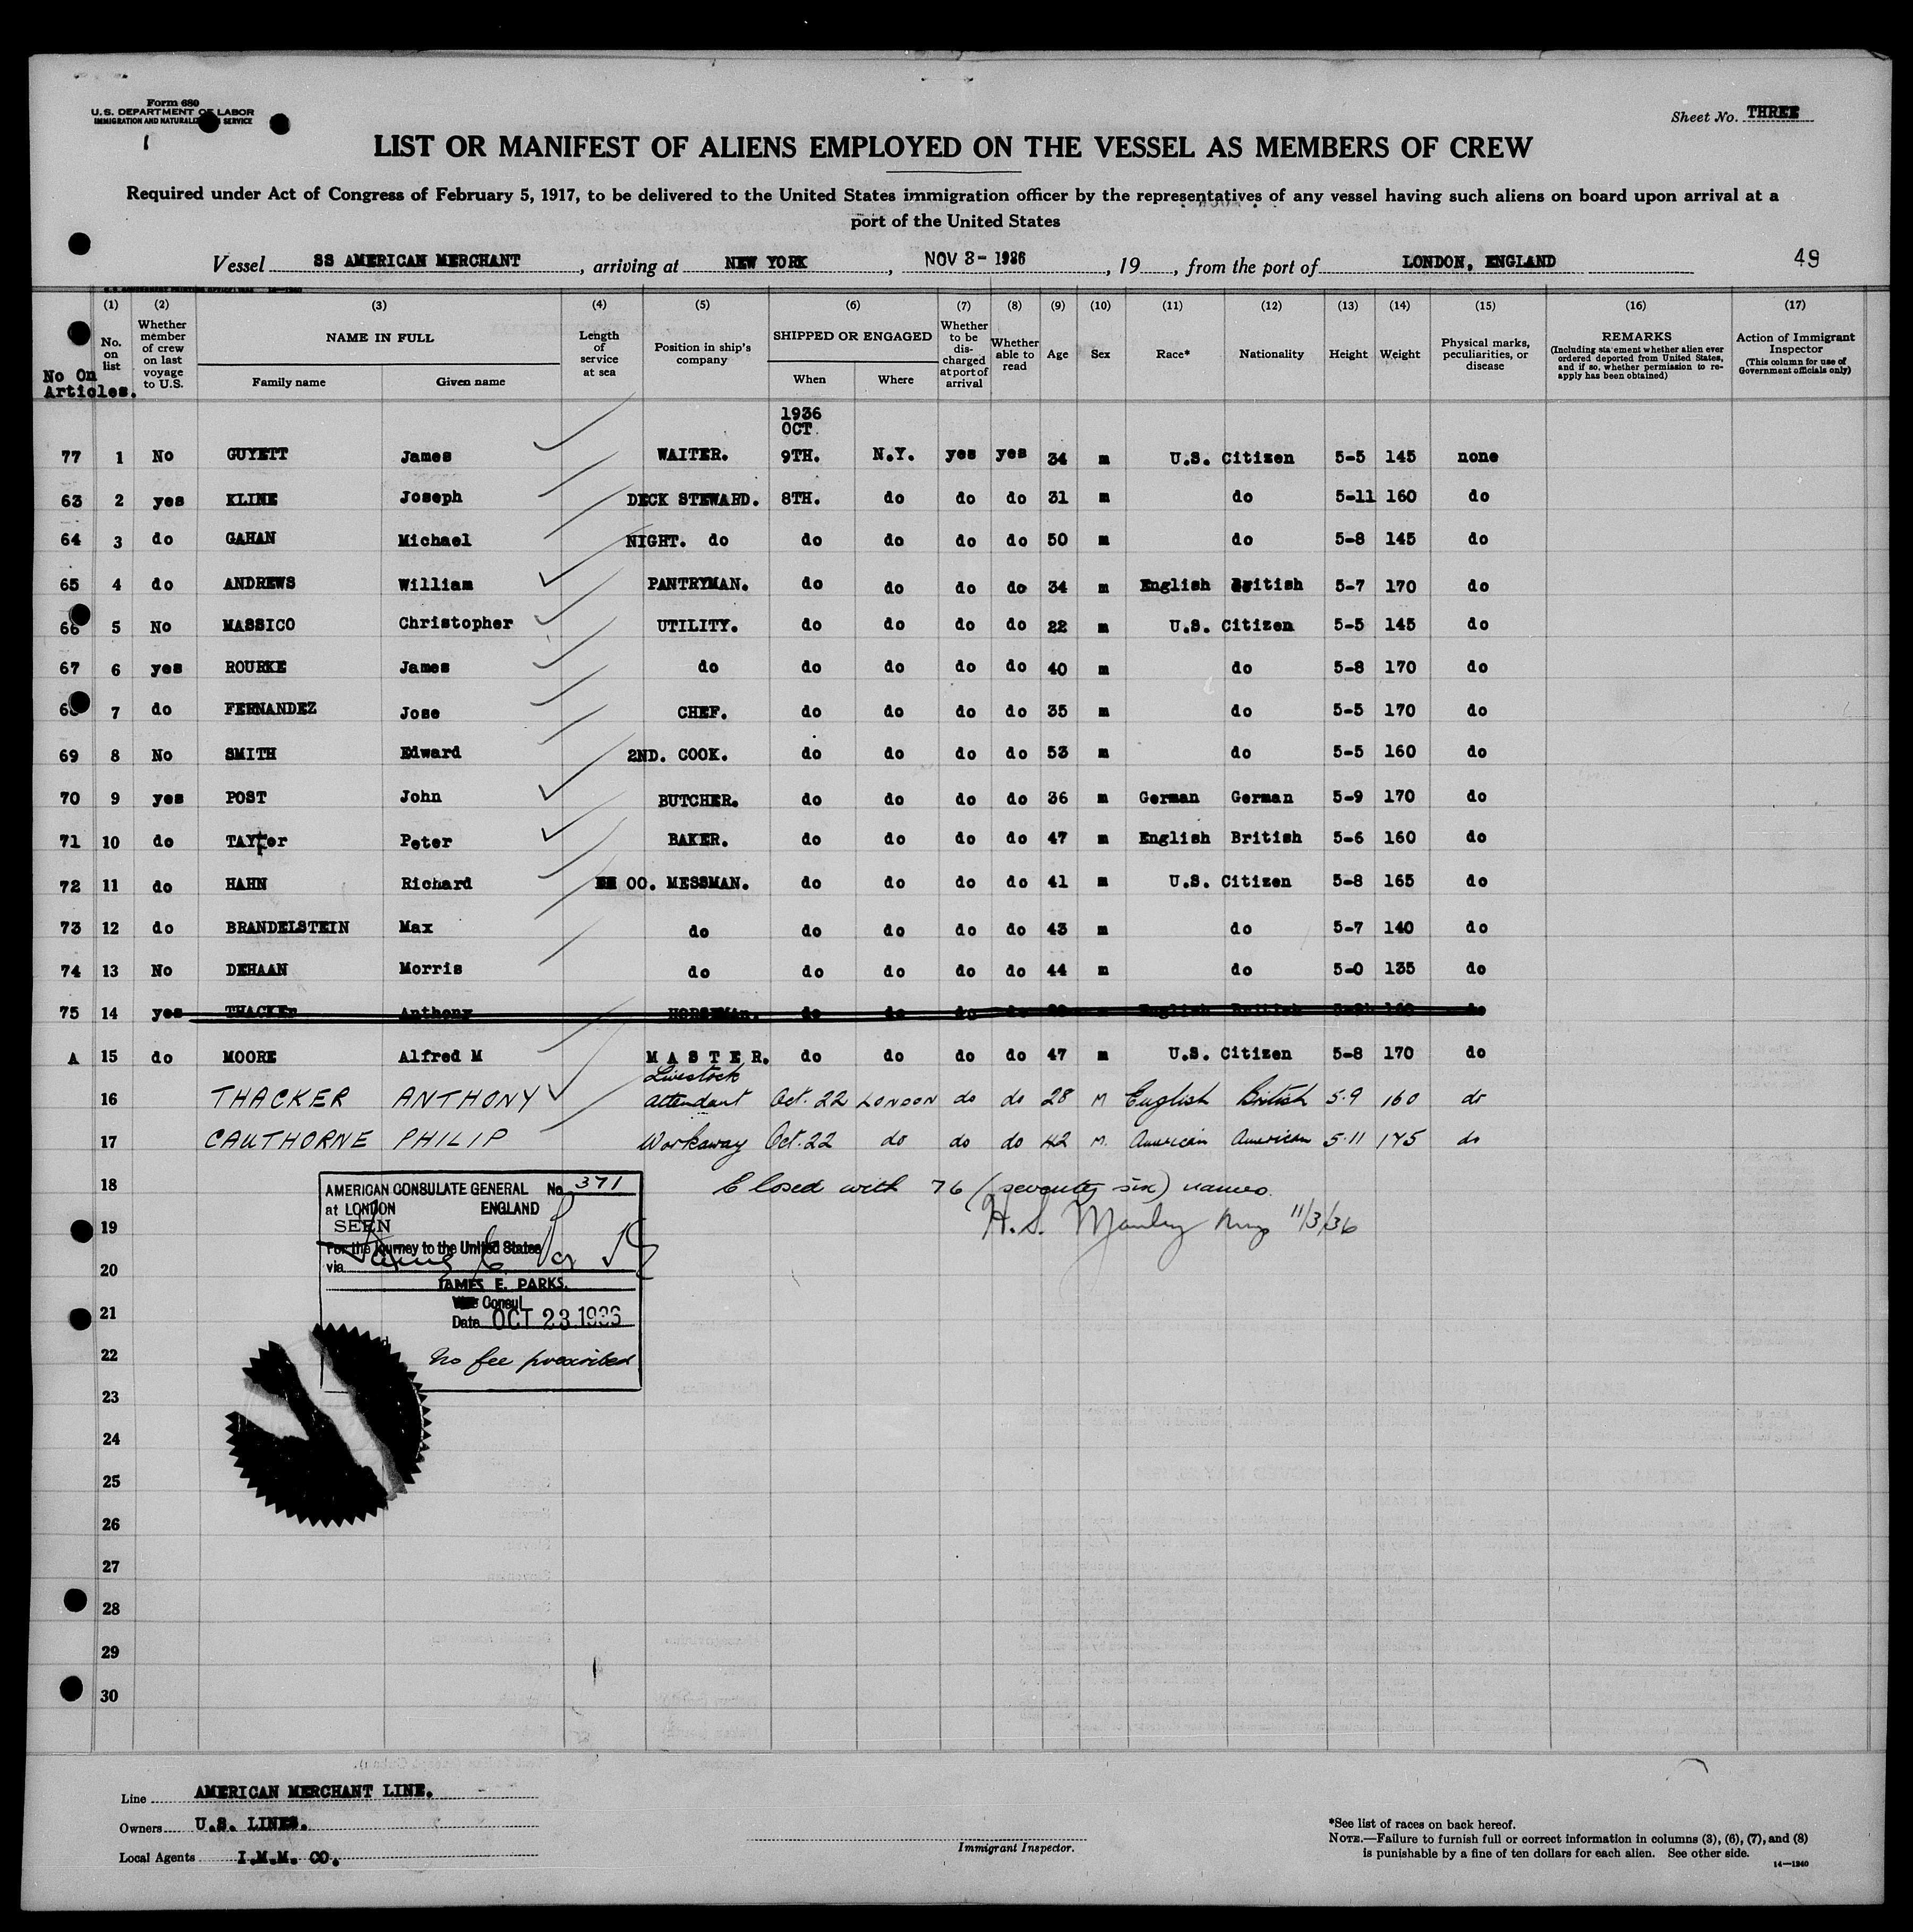 Form 680
U.S. DEPARTMENT OF LABOR
IMMIGRATION AND NATURALIZATION SERVICE
Sheet No. THREE
LIST OR MANIFEST OF ALIENS EMPLOYED ON THE VESSEL AS MEMBERS OF CREW
Required under Act of Congress of February 5, 1917, to be delivered to the United States immigration officer by the representatives of any vessel having such aliens on board upon arrival at a
port of the United States
Vessel SS AMERICAN MERCHANT, arriving at NEW YORK, NOV 3- 1936, 19, from the port of LONDON, ENGLAND 49
(1) (2) (3) (4) (5) (6) (7) (8) (9) (10) (11) (12) (13) (14) (15) (16) (17)
No On Articles.
No. on list
Whether member of crew on last voyage to U.S.
NAME IN FULL
Family name Given name
Length of service at sea
Position in ship's company
SHIPPED OR ENGAGED
When Where
Whether to be discharged at port of arrival
Whether able to read
Age
Sex
Race*
Nationality
Height
Weight
Physical marks, peculiarities, or disease
REMARKS
(Including statement whether alien ever ordered deported from United States, and if so, whether permission to reapply has been obtained)
Action of Immigrant Inspector
(This column for use of Government officials only)
1936
OCT.
77 1 No GUYETT James WAITER. 9TH. N.Y. yes yes 34 m U.S. Citizen 5-5 145 none
63 2 yes KLINE Joseph DECK STEWARD. 8TH. do do do 31 m do 5-11 160 do
64 3 do GAHAN Michael NIGHT. do do do do do 50 m do 5-8 145 do
65 4 do ANDREWS William PANTRYMAN. do do do do 34 m English British 5-7 170 do
66 5 No MASSICO Christopher UTILITY. do do do do 22 m U.S. Citizen 5-5 145 do
67 6 yes ROURKE James do do do do do 40 m do 5-8 170 do
7 do FERNANDEZ Jose CHEF. do do do do 35 m do 5-5 170 do
69 8 No SMITH Edward 2ND. COOK. do do do do 53 m do 5-5 160 do
70 9 yes POST John BUTCHER. do do do do 36 m German German 5-9 170 do
71 10 do Peter BAKER. do do do do 47 m English British 5-6 160 do
72 11 do HAHN Richard OO. MESSMAN. do do do do 41 m U.S. Citizen 5-8 165 do
73 12 do BRANDELSTEIN Max do do do do do 43 m do 5-7 140 do
74 13 No DEHAAN Morris do do do do do 44 m do 5-0 135 do
75 14 yes THACKEr Anthony HORSEMAn. do do do do m English British do
A 15 do MOORE Alfred M M A S T E R. do do do do 47 m U.S. Citizen 5-8 170 do
16 THACKER ANTHONY Livestock attendant Oct. 22 LONDON do do 28 M English British 5.9 160 do
17 CAUTHORNE PHILIP Workaway Oct. 22 do do do 42 M. American American 5.11 175 do
18 Closed with 76 (seventy six) names.
19 H. S. Manley 11/3/36
20
21
22
23
24
25
26
27
28
29
30
AMERICAN CONSULATE GENERAL No. 371
at LONDON ENGLAND
SEEN
For the journey to the United States
via
JAMES E. PARKS.
Consul
Date OCT 23 1936
No fee prescribed
Line AMERICAN MERCHANT LINE.
Owners U.S. LINES.
Local Agents I.M.M. CO.
Immigrant Inspector.
*See list of races on back hereof.
NOTE.—Failure to furnish full or correct information in columns (3), (6), (7), and (8)
is punishable by a fine of ten dollars for each alien. See other side.
14—1240